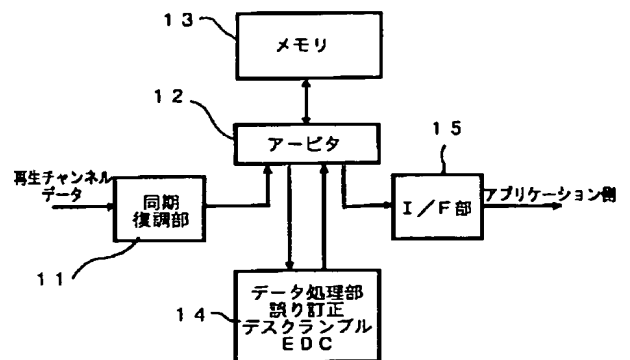 13
メモリ
12
アービタ
15
再生チャンネル
データ
同期
復調部
I/F部
アプリケーション側
11
14
データ処理部
誤り訂正
デスクランブル
EDC